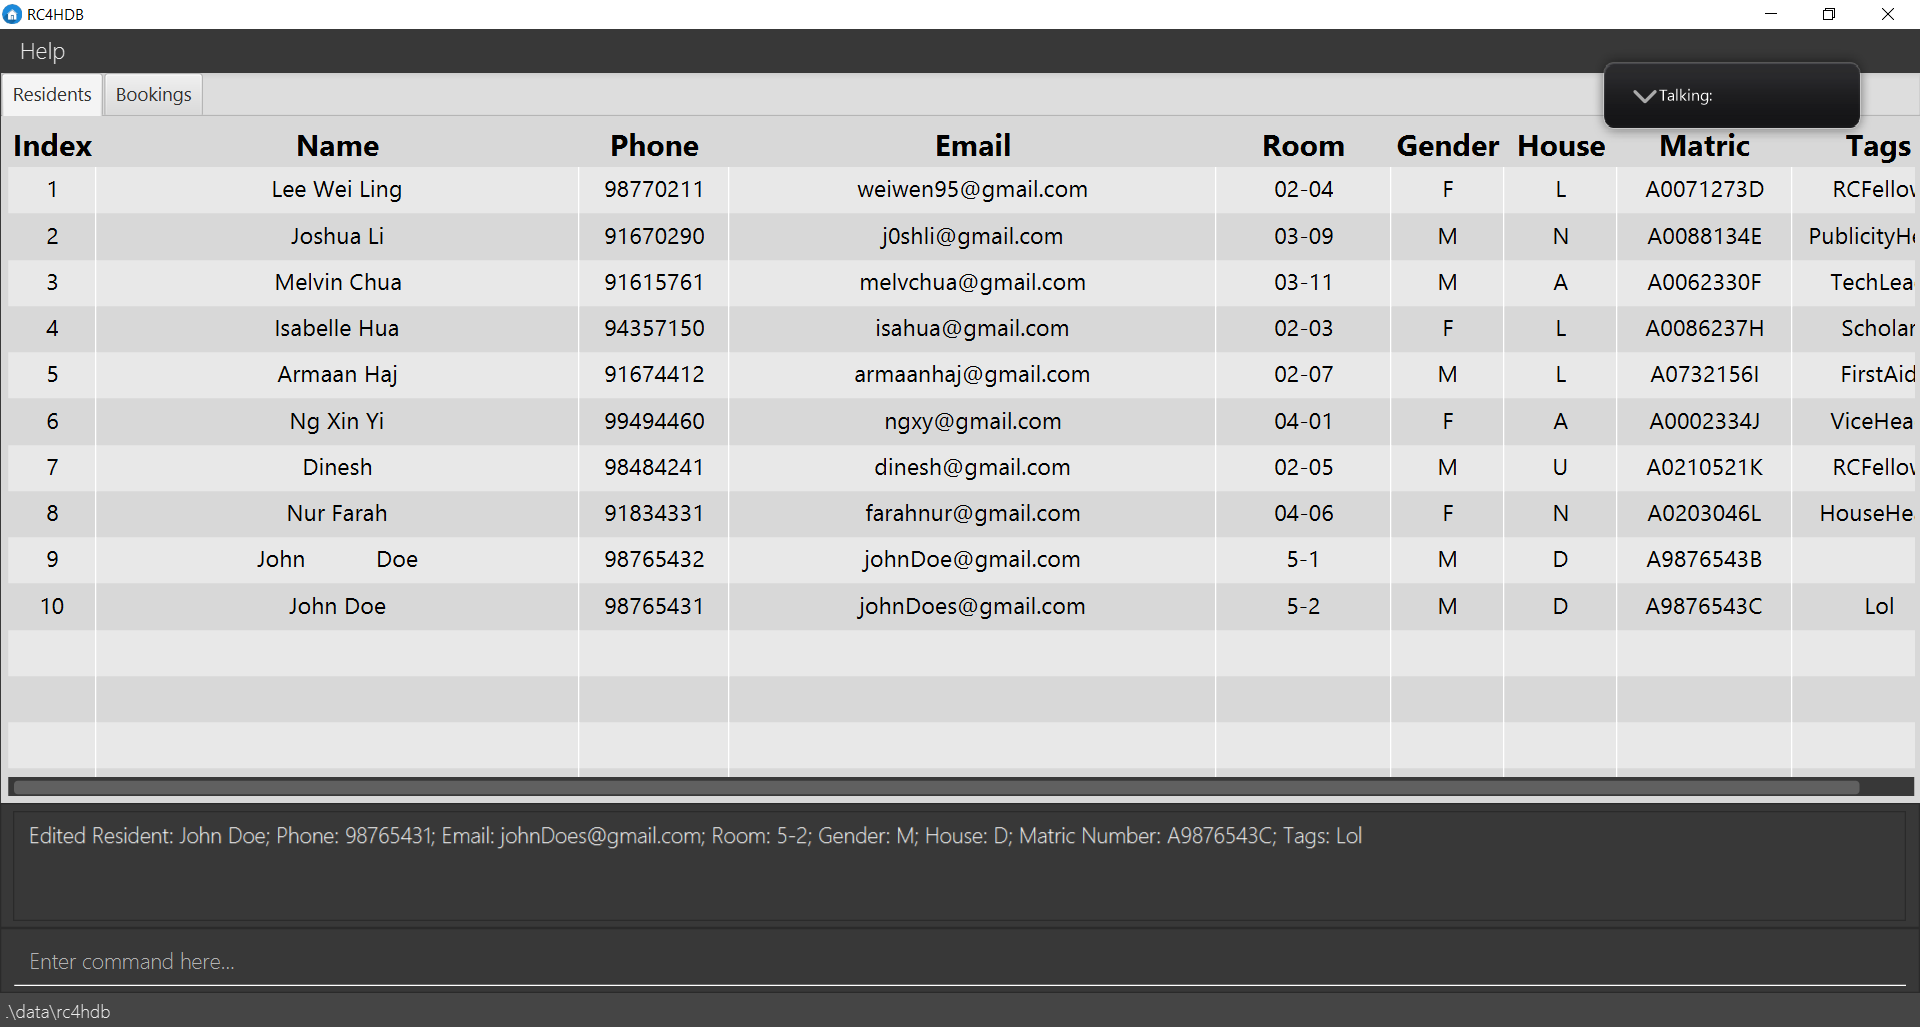 RC4HDB
Help
Residents Bookings
Talking:
Index Name Phone Email Room Gender House Matric Tags
1 Lee Wei Ling 98770211 weiwen95@gmail.com 02-04 F L A0071273D RCFellow
2 Joshua Li 91670290 j0shli@gmail.com 03-09 M N A0088134E PublicityHe
3 Melvin Chua 91615761 melvchua@gmail.com 03-11 M A A0062330F TechLea
4 Isabelle Hua 94357150 isahua@gmail.com 02-03 F L A0086237H Scholar
5 Armaan Haj 91674412 armaanhaj@gmail.com 02-07 M L A0732156I FirstAid
6 Ng Xin Yi 99494460 ngxy@gmail.com 04-01 F A A0002334J ViceHea
7 Dinesh 98484241 dinesh@gmail.com 02-05 M U A0210521K RCFellow
8 Nur Farah 91834331 farahnur@gmail.com 04-06 F N A0203046L HouseHea
9 John Doe 98765432 johnDoe@gmail.com 5-1 M D A9876543B
10 John Doe 98765431 johnDoes@gmail.com 5-2 M D A9876543C Lol
Edited Resident: John Doe; Phone: 98765431; Email: johnDoes@gmail.com; Room: 5-2; Gender: M; House: D; Matric Number: A9876543C; Tags: Lol
Enter command here...
.\data\rc4hdb